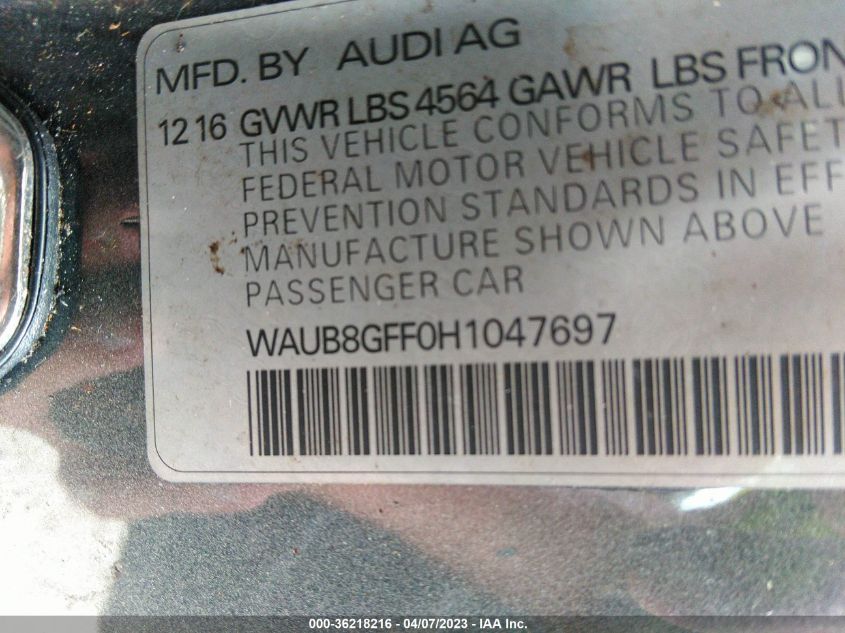 MFD. BY AUDI AG
12 16 GVWR LBS 4564 GAWR LBS FRON
THIS VEHICLE CONFORMS TO ALL
FEDERAL MOTOR VEHICLE SAFET
PREVENTION STANDARDS IN EFF
MANUFACTURE SHOWN ABOVE
PASSENGER CAR
WAUB8GFF0H1047697
000-36218216 - 04/07/2023 - IAA Inc.